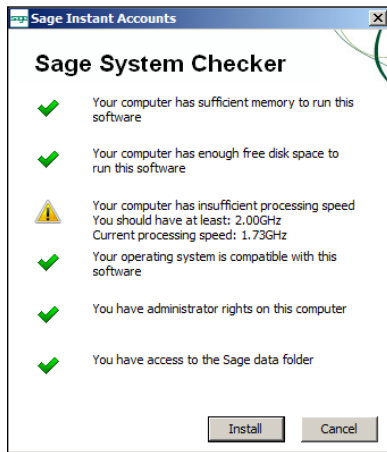 sage Sage Instant Accounts
Sage System Checker
Your computer has sufficient memory to run this
software
Your computer has enough free disk space to
run this software
Your computer has insufficient processing speed
You should have at least: 2.00GHz
Current processing speed: 1.73GHz
Your operating system is compatible with this
software
You have administrator rights on this computer
You have access to the Sage data folder
Install Cancel